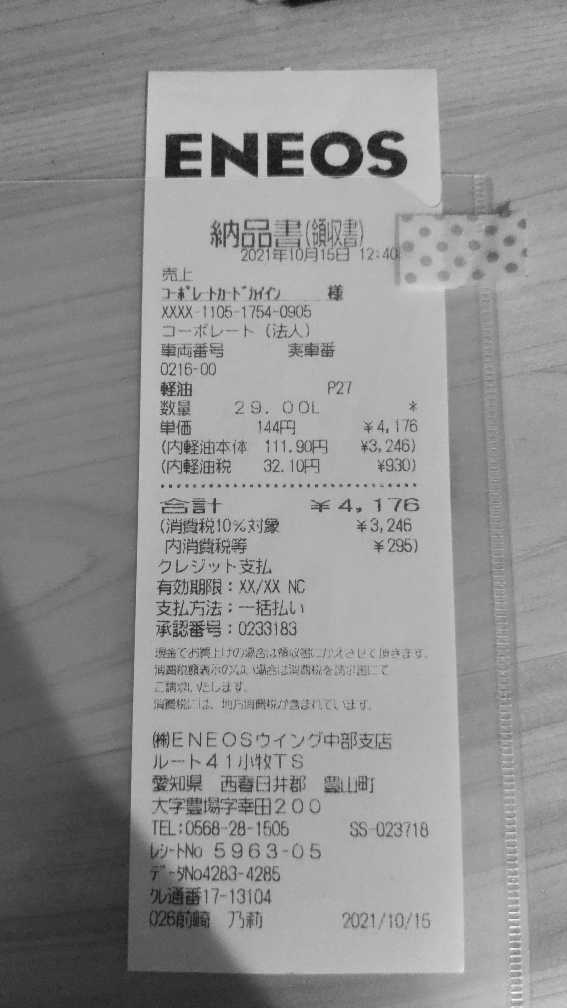 ENEOS
納品書(領収書)
2021年10月15日 12:40
売上
コーポレートカードカイイン 様
XXXX-1105-1754-0905
コーポレート（法人）
車両番号 実車番
0216-00
軽油 P27
数量 29.00L *
単価 144円 ¥4,176
(内軽油本体 111.90円 ¥3,246)
(内軽油税 32.10円 ¥930)
合計 ¥4,176
(消費税10%対象 ¥3,246
内消費税等 ¥295)
クレジット支払
有効期限：XX/XX NC
支払方法：一括払い
承認番号：0233183
現金でお買上げの場合は領収書にかえさせて頂きます。
消費税額表示のない場合は消費税を請求書にて
ご請求いたします。
消費税には、地方消費税が含まれています。
㈱ENEOSウイング中部支店
ルート41小牧TS
愛知県 西春日井郡 豊山町
大字豊場字幸田200
TEL:0568-28-1505 SS-023718
レシートNo 5963-05
データNo4283-4285
クレ通番17-13104
026前崎 乃莉 2021/10/15